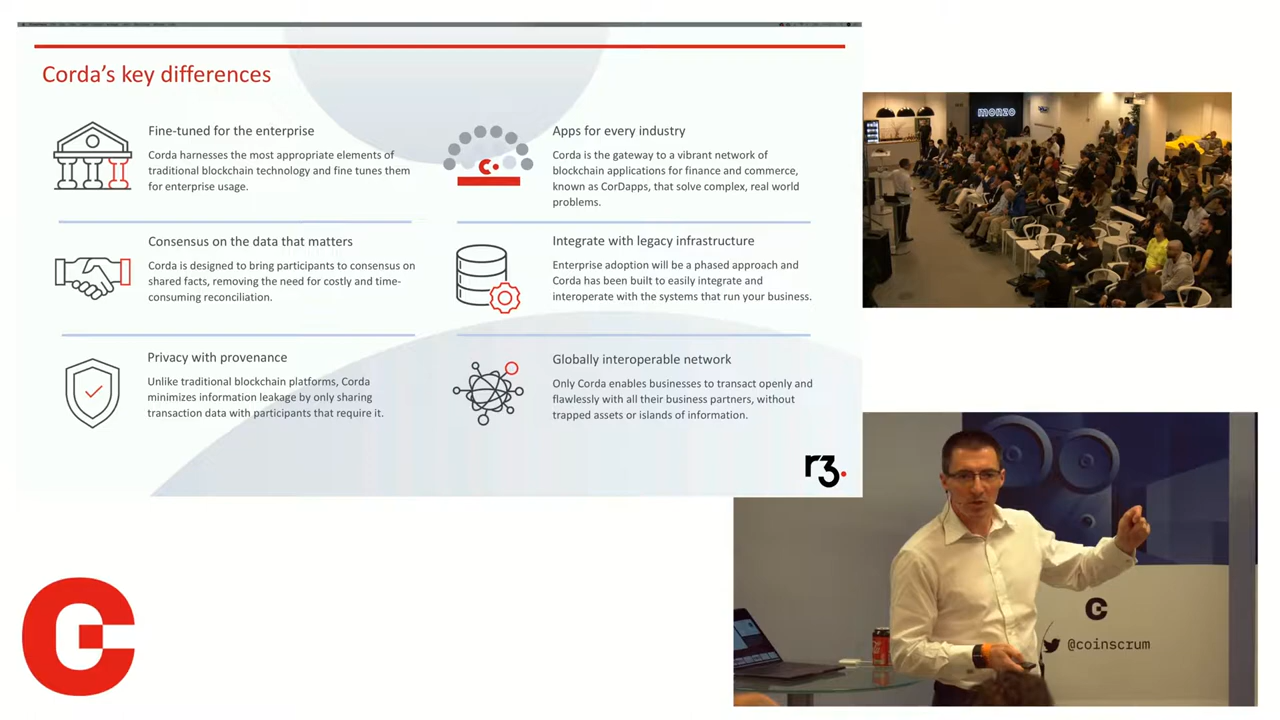 Corda's key differences
Fine-tuned for the enterprise
Corda harnesses the most appropriate elements of
traditional blockchain technology and fine tunes them
for enterprise usage.
Apps for every industry
Corda is the gateway to a vibrant network of
blockchain applications for finance and commerce,
known as CorDapps, that solve complex, real world
problems.
Consensus on the data that matters
Corda is designed to bring participants to consensus on
shared facts, removing the need for costly and time-
consuming reconciliation.
Integrate with legacy infrastructure
Enterprise adoption will be a phased approach and
Corda has been built to easily integrate and
interoperate with the systems that run your business.
Privacy with provenance
Unlike traditional blockchain platforms, Corda
minimizes information leakage by only sharing
transaction data with participants that require it.
Globally interoperable network
Only Corda enables businesses to transact openly and
flawlessly with all their business partners, without
trapped assets or islands of information.
r3.
monzo
@coinscrum